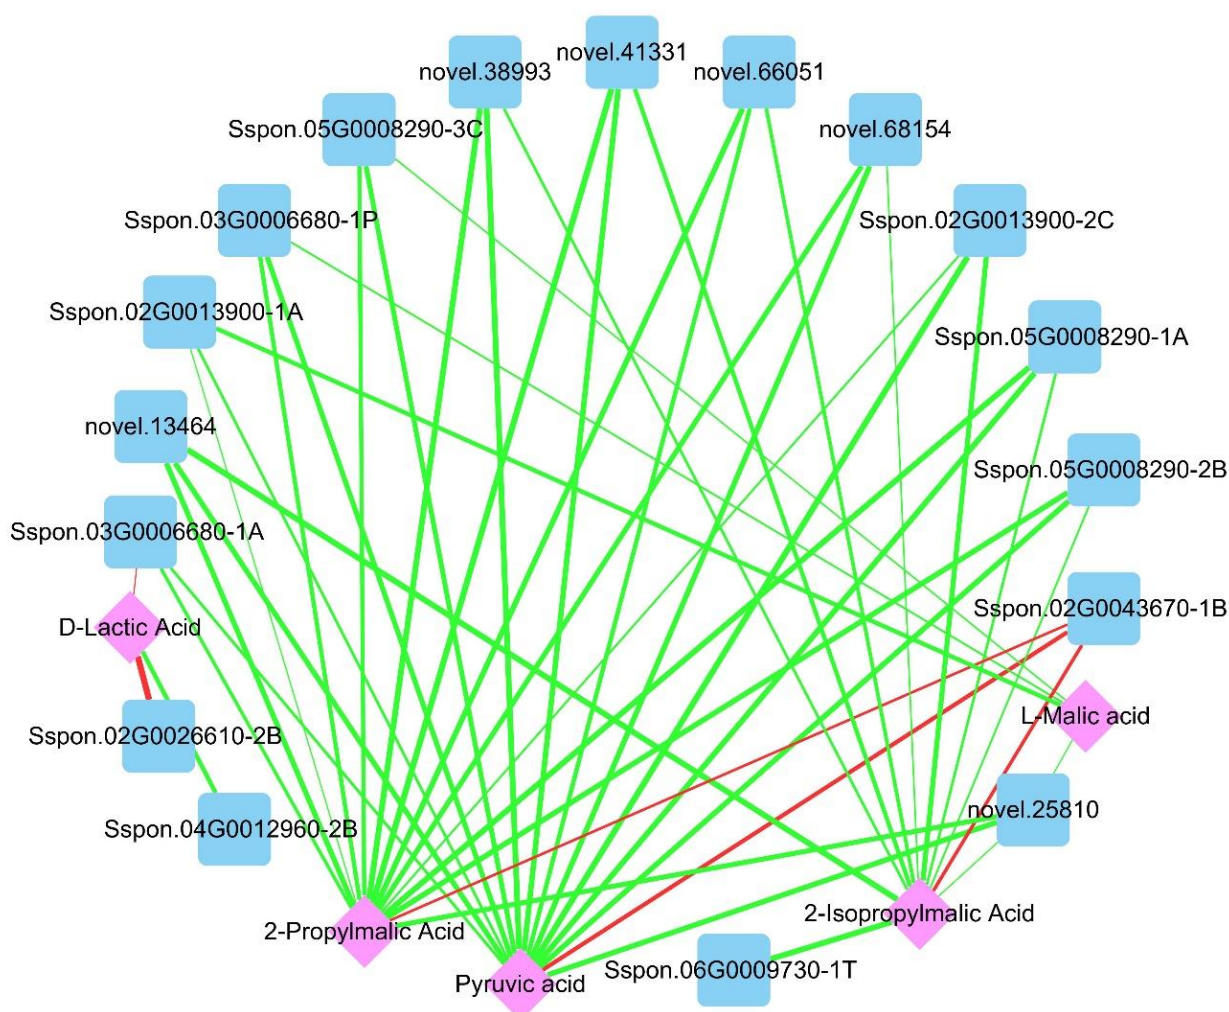 novel.41331
novel.38993
novel.66051
Sspon.05G0008290-3C
novel.68154
Sspon.03G0006680-1P
Sspon.02G0013900-2C
Sspon.02G0013900-1A
Sspon.05G0008290-1A
novel.13464
Sspon.05G0008290-2B
Sspon.03G0006680-1A
Sspon.02G0043670-1B
D-Lactic Acid
L-Malic acid
Sspon.02G0026610-2B
novel.25810
Sspon.04G0012960-2B
2-Isopropylmalic Acid
2-Propylmalic Acid
Sspon.06G0009730-1T
Pyruvic acid